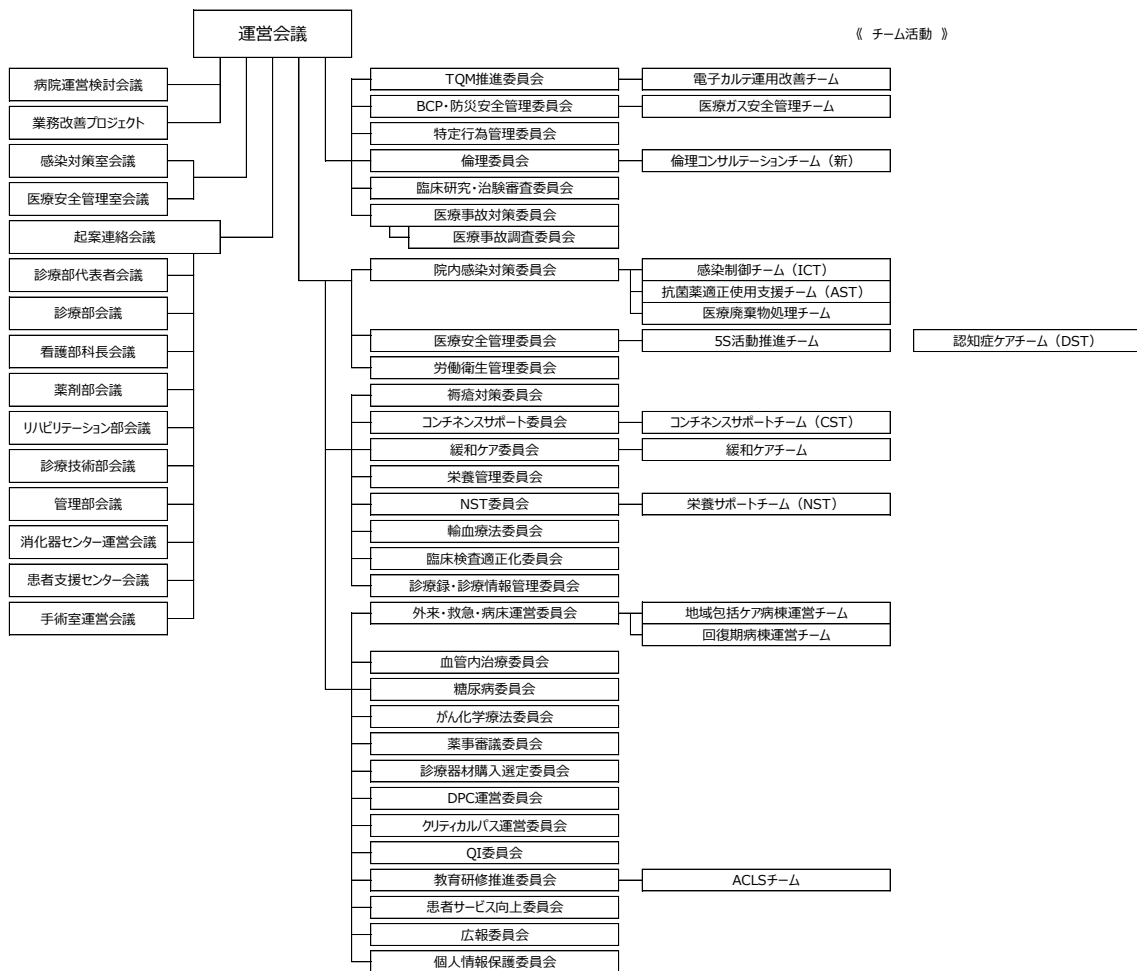 運営会議
《 チーム活動 》
病院運営検討会議
業務改善プロジェクト
感染対策室会議
医療安全管理室会議
起案連絡会議
診療部代表者会議
診療部会議
看護部科長会議
薬剤部会議
リハビリテーション部会議
診療技術部会議
管理部会議
消化器センター運営会議
患者支援センター会議
手術室運営会議
TQM推進委員会
電子カルテ運用改善チーム
BCP・防災安全管理委員会
医療ガス安全管理チーム
特定行為管理委員会
倫理委員会
倫理コンサルテーションチーム（新）
臨床研究・治験審査委員会
医療事故対策委員会
医療事故調査委員会
院内感染対策委員会
感染制御チーム（ICT）
抗菌薬適正使用支援チーム（AST）
医療廃棄物処理チーム
医療安全管理委員会
5S活動推進チーム
認知症ケアチーム（DST）
労働衛生管理委員会
褥瘡対策委員会
コンチネンスサポート委員会
コンチネンスサポートチーム（CST）
緩和ケア委員会
緩和ケアチーム
栄養管理委員会
NST委員会
栄養サポートチーム（NST）
輸血療法委員会
臨床検査適正化委員会
診療録・診療情報管理委員会
外来・救急・病床運営委員会
地域包括ケア病棟運営チーム
回復期病棟運営チーム
血管内治療委員会
糖尿病委員会
がん化学療法委員会
薬事審議委員会
診療器材購入選定委員会
DPC運営委員会
クリティカルパス運営委員会
QI委員会
教育研修推進委員会
ACLSチーム
患者サービス向上委員会
広報委員会
個人情報保護委員会